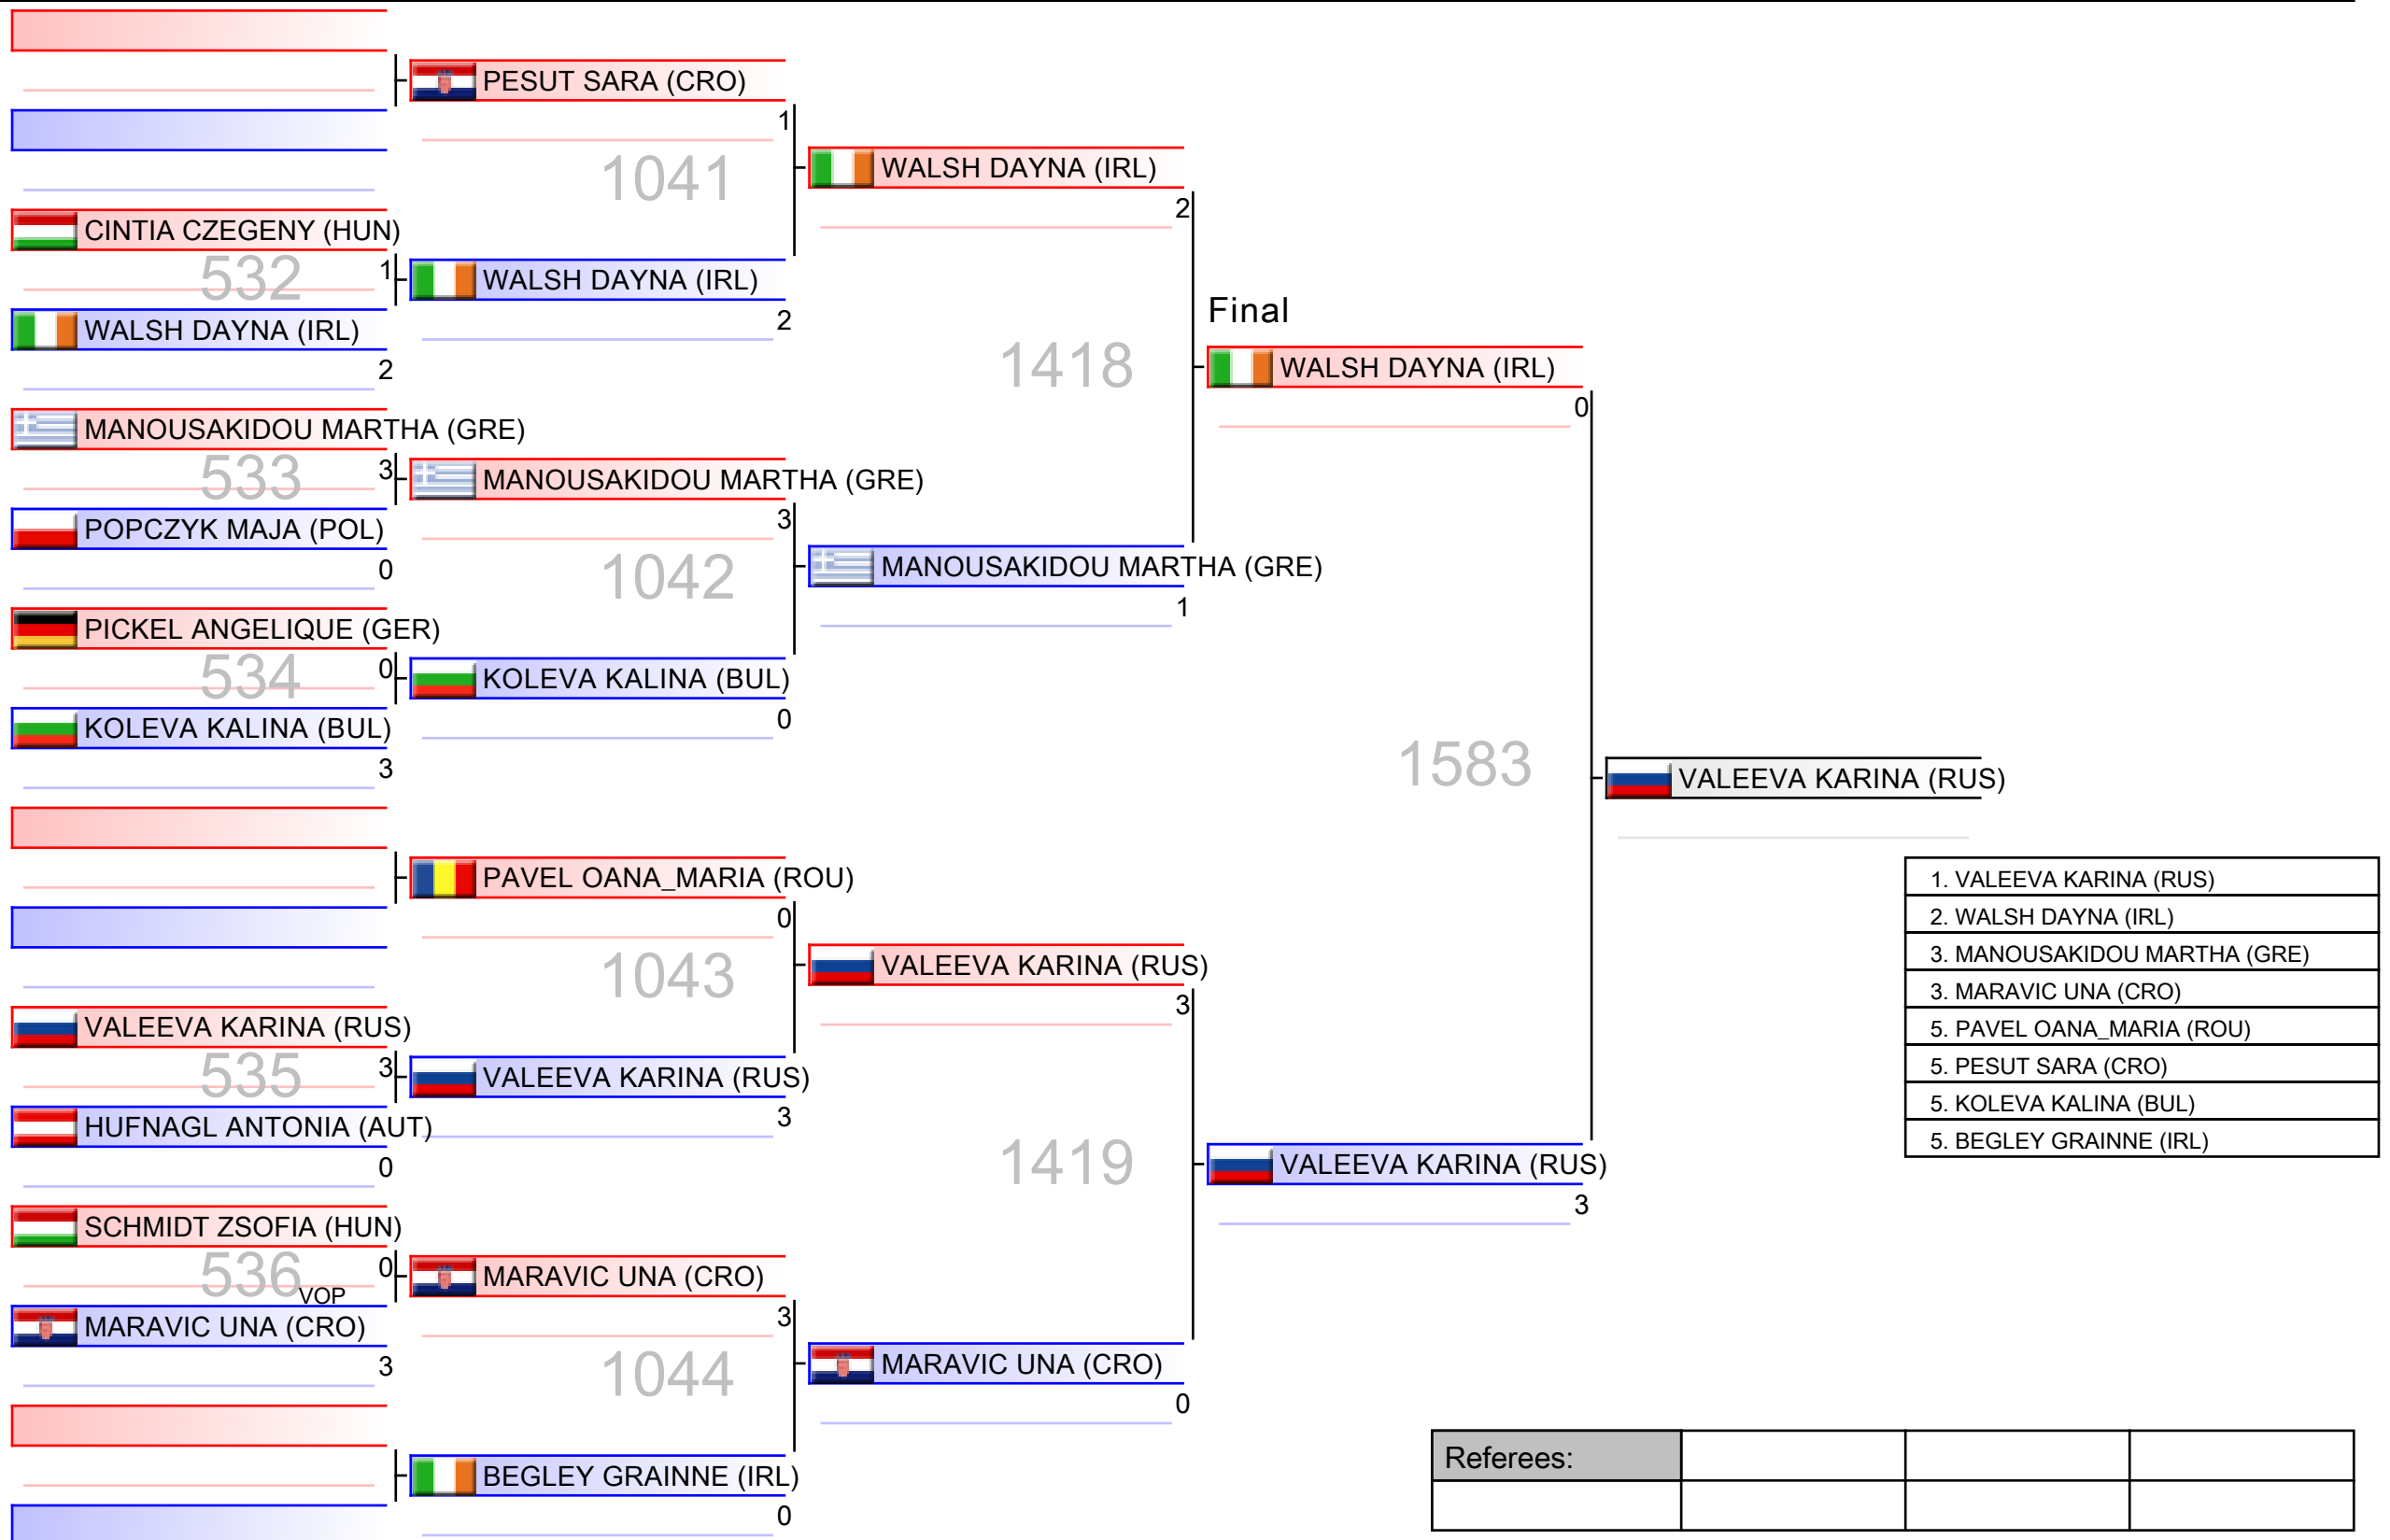 PESUT SARA (CRO)
1
1041
WALSH DAYNA (IRL)
2
CINTIA CZEGENY (HUN)
532
1
WALSH DAYNA (IRL)
2
WALSH DAYNA (IRL)
2
Final
1418
WALSH DAYNA (IRL)
0
MANOUSAKIDOU MARTHA (GRE)
533
3
MANOUSAKIDOU MARTHA (GRE)
3
POPCZYK MAJA (POL)
0
1042
MANOUSAKIDOU MARTHA (GRE)
1
PICKEL ANGELIQUE (GER)
534
0
KOLEVA KALINA (BUL)
0
KOLEVA KALINA (BUL)
3
1583
VALEEVA KARINA (RUS)
PAVEL OANA_MARIA (ROU)
0
1043
VALEEVA KARINA (RUS)
3
VALEEVA KARINA (RUS)
535
3
VALEEVA KARINA (RUS)
3
HUFNAGL ANTONIA (AUT)
0
1419
VALEEVA KARINA (RUS)
3
SCHMIDT ZSOFIA (HUN)
536
0
VOP
MARAVIC UNA (CRO)
3
MARAVIC UNA (CRO)
3
1044
MARAVIC UNA (CRO)
0
BEGLEY GRAINNE (IRL)
0
1. VALEEVA KARINA (RUS)
2. WALSH DAYNA (IRL)
3. MANOUSAKIDOU MARTHA (GRE)
3. MARAVIC UNA (CRO)
5. PAVEL OANA_MARIA (ROU)
5. PESUT SARA (CRO)
5. KOLEVA KALINA (BUL)
5. BEGLEY GRAINNE (IRL)
Referees: